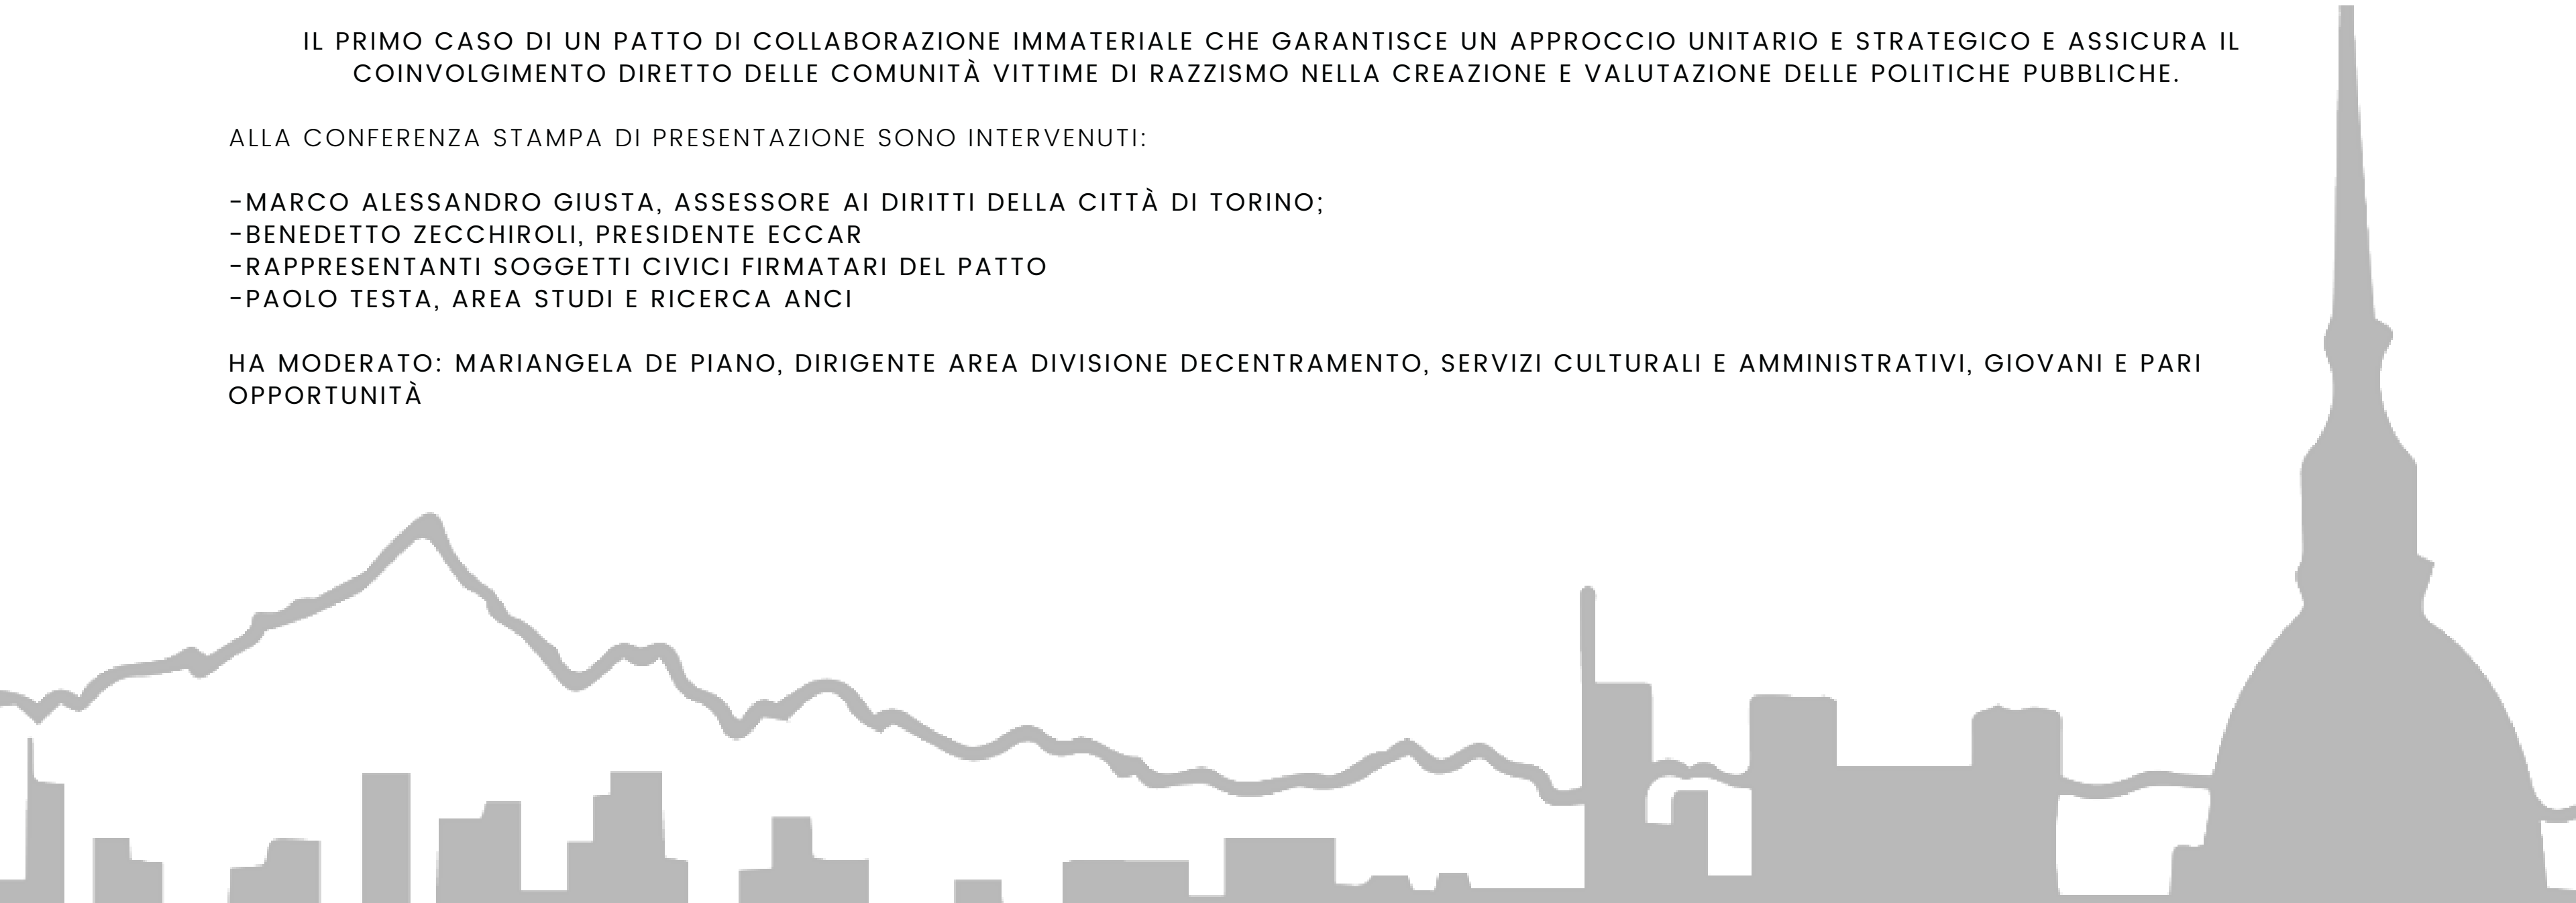 IL PRIMO CASO DI UN PATTO DI COLLABORAZIONE IMMATERIALE CHE GARANTISCE UN APPROCCIO UNITARIO E STRATEGICO E ASSICURA IL
COINVOLGIMENTO DIRETTO DELLE COMUNITÀ VITTIME DI RAZZISMO NELLA CREAZIONE E VALUTAZIONE DELLE POLITICHE PUBBLICHE.
ALLA CONFERENZA STAMPA DI PRESENTAZIONE SONO INTERVENUTI:
-MARCO ALESSANDRO GIUSTA, ASSESSORE AI DIRITTI DELLA CITTÀ DI TORINO;
-BENEDETTO ZECCHIROLI, PRESIDENTE ECCAR
-RAPPRESENTANTI SOGGETTI CIVICI FIRMATARI DEL PATTO
-PAOLO TESTA, AREA STUDI E RICERCA ANCI
HA MODERATO: MARIANGELA DE PIANO, DIRIGENTE AREA DIVISIONE DECENTRAMENTO, SERVIZI CULTURALI E AMMINISTRATIVI, GIOVANI E PARI
OPPORTUNITÀ